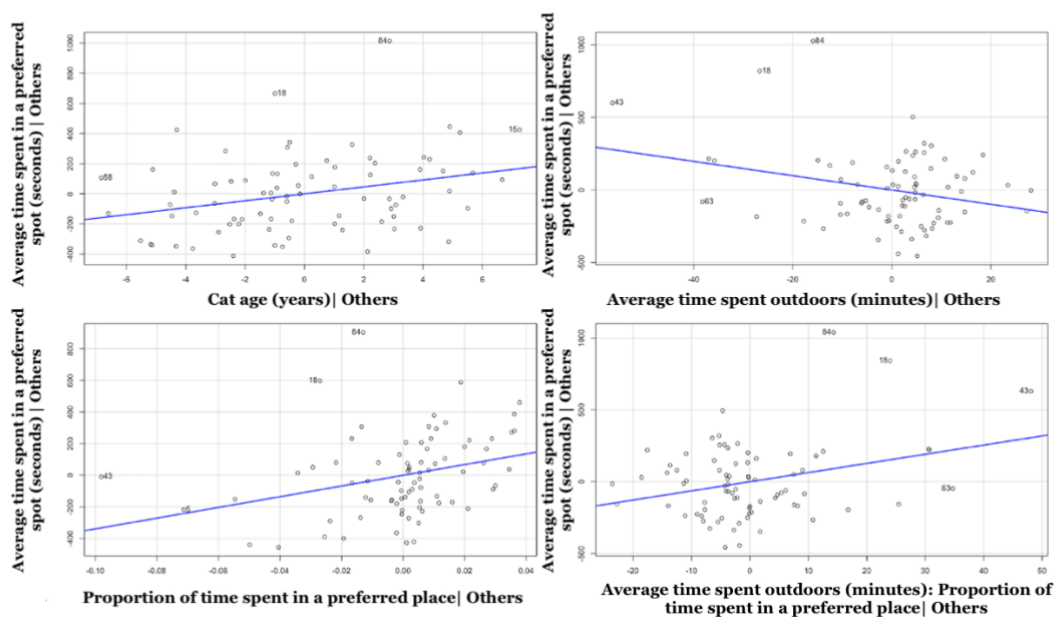 Average time spent in a preferred
spot (seconds) | Others
1000
800
600
400
200
0
-200
-400
84
18
15
58
-6 -4 -2 0 2 4 6
Cat age (years)| Others
Average time spent in a preferred
spot (seconds) | Others
1000
500
0
-500
84
18
43
63
-40 -20 0 20
Average time spent outdoors (minutes)| Others
Average time spent in a preferred
spot (seconds) | Others
800
600
400
200
0
-200
-400
84
18
43
-0.10 -0.08 -0.06 -0.04 -0.02 0.00 0.02 0.04
Proportion of time spent in a preferred place| Others
Average time spent in a preferred
spot (seconds) | Others
1000
500
0
-500
84
18
43
63
-20 -10 0 10 20 30 40 50
Average time spent outdoors (minutes): Proportion of
time spent in a preferred place| Others